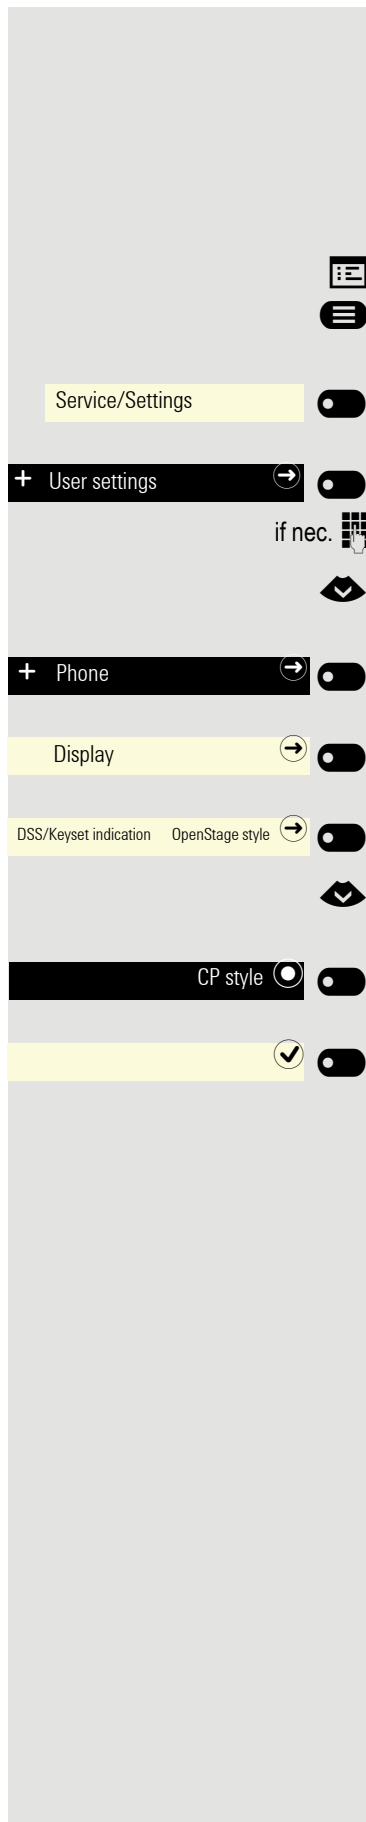 Service/Settings
+ User settings
if nec.
+ Phone
Display
DSS/Keyset indication OpenStage style
CP style